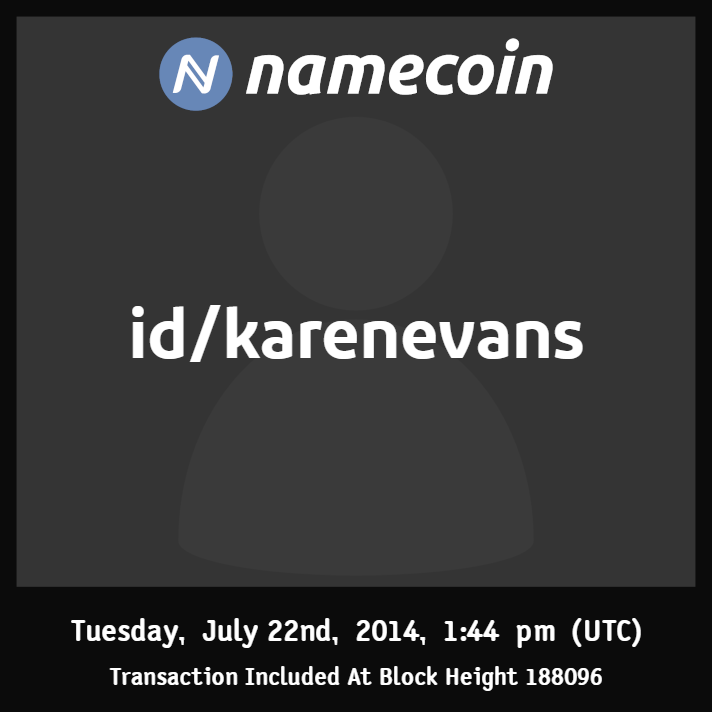 namecoin
id/karenevans
Tuesday, July 22nd, 2014, 1:44 pm (UTC)
Transaction Included At Block Height 188096